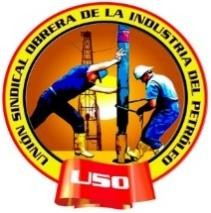 UNIÓN SINDICAL OBRERA DE LA INDUSTRIA DEL PETRÓLEO
USO